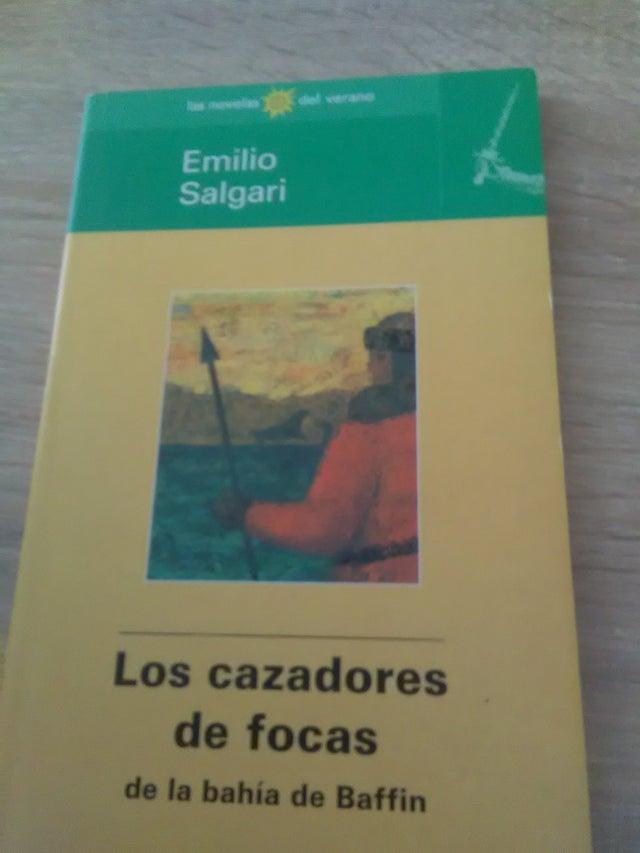 las novelas del verano
Emilio
Salgari
Los cazadores
de focas
de la bahía de Baffin